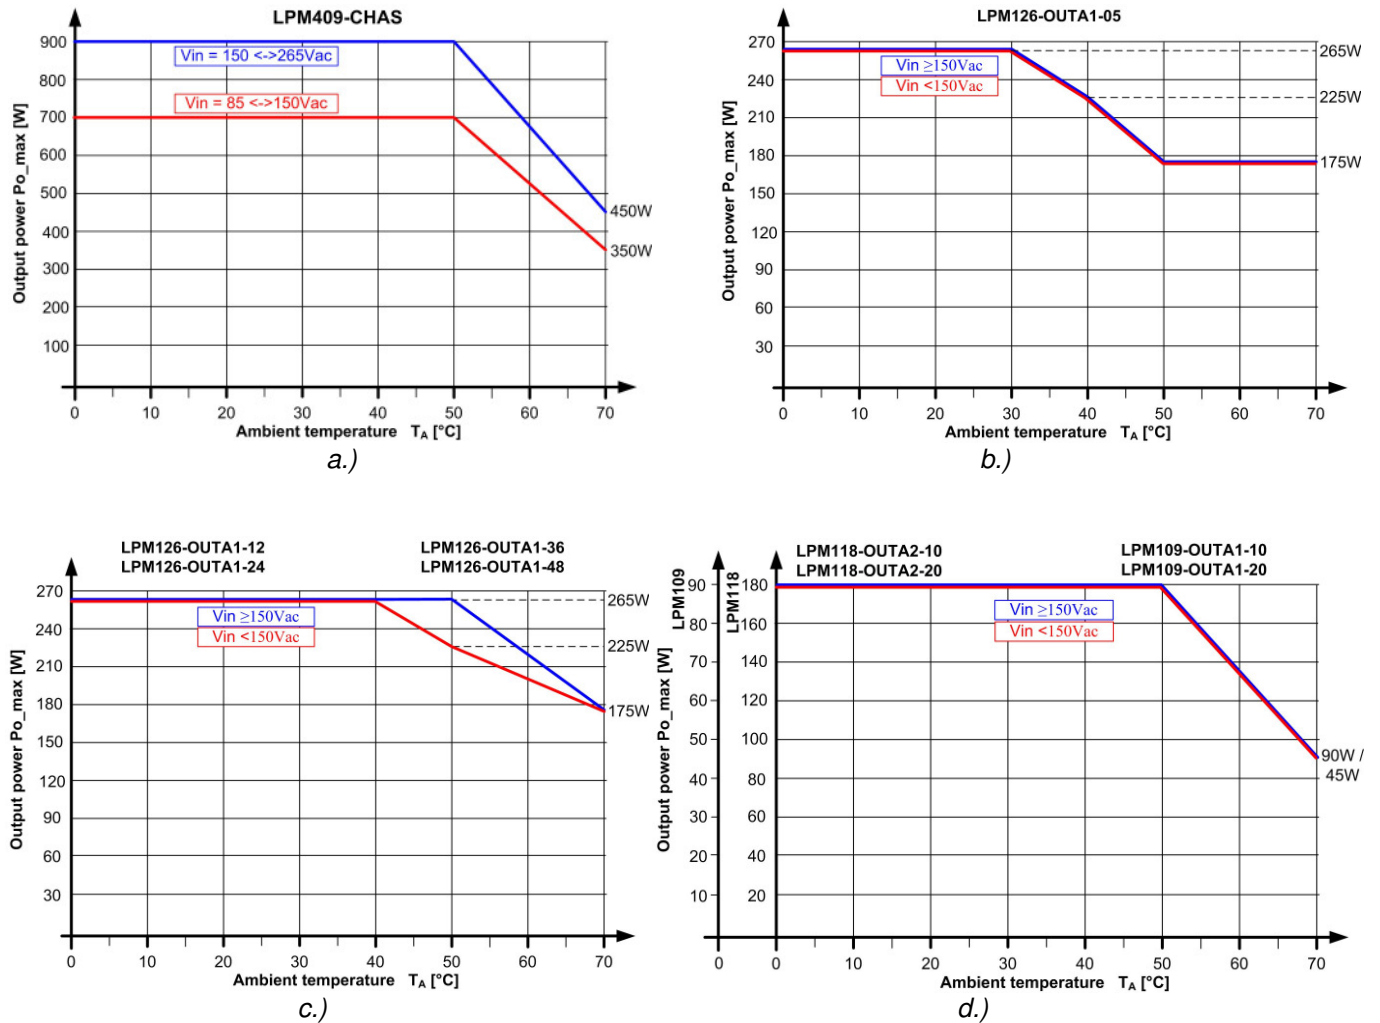 LPM409-CHAS
Output power Po_max [W]
900
800
700
600
500
400
300
200
100
Vin = 150 <->265Vac
Vin = 85 <->150Vac
450W
350W
0 10 20 30 40 50 60 70
Ambient temperature TA [°C]
a.)
LPM126-OUTA1-05
Output power Po_max [W]
270
240
210
180
150
120
90
60
30
Vin ≥150Vac
Vin <150Vac
265W
225W
175W
0 10 20 30 40 50 60 70
Ambient temperature TA [°C]
b.)
LPM126-OUTA1-12 LPM126-OUTA1-36
LPM126-OUTA1-24 LPM126-OUTA1-48
Output power Po_max [W]
270
240
210
180
150
120
90
60
30
Vin ≥150Vac
Vin <150Vac
265W
225W
175W
0 10 20 30 40 50 60 70
Ambient temperature TA [°C]
c.)
LPM118-OUTA2-10 LPM109-OUTA1-10
LPM118-OUTA2-20 LPM109-OUTA1-20
Output power Po_max [W]
LPM109
LPM118
90 180
80 160
70 140
60 120
50 100
40 80
30 60
20 40
10 20
Vin ≥150Vac
Vin <150Vac
90W /
45W
0 0 10 20 30 40 50 60 70
Ambient temperature TA [°C]
d.)